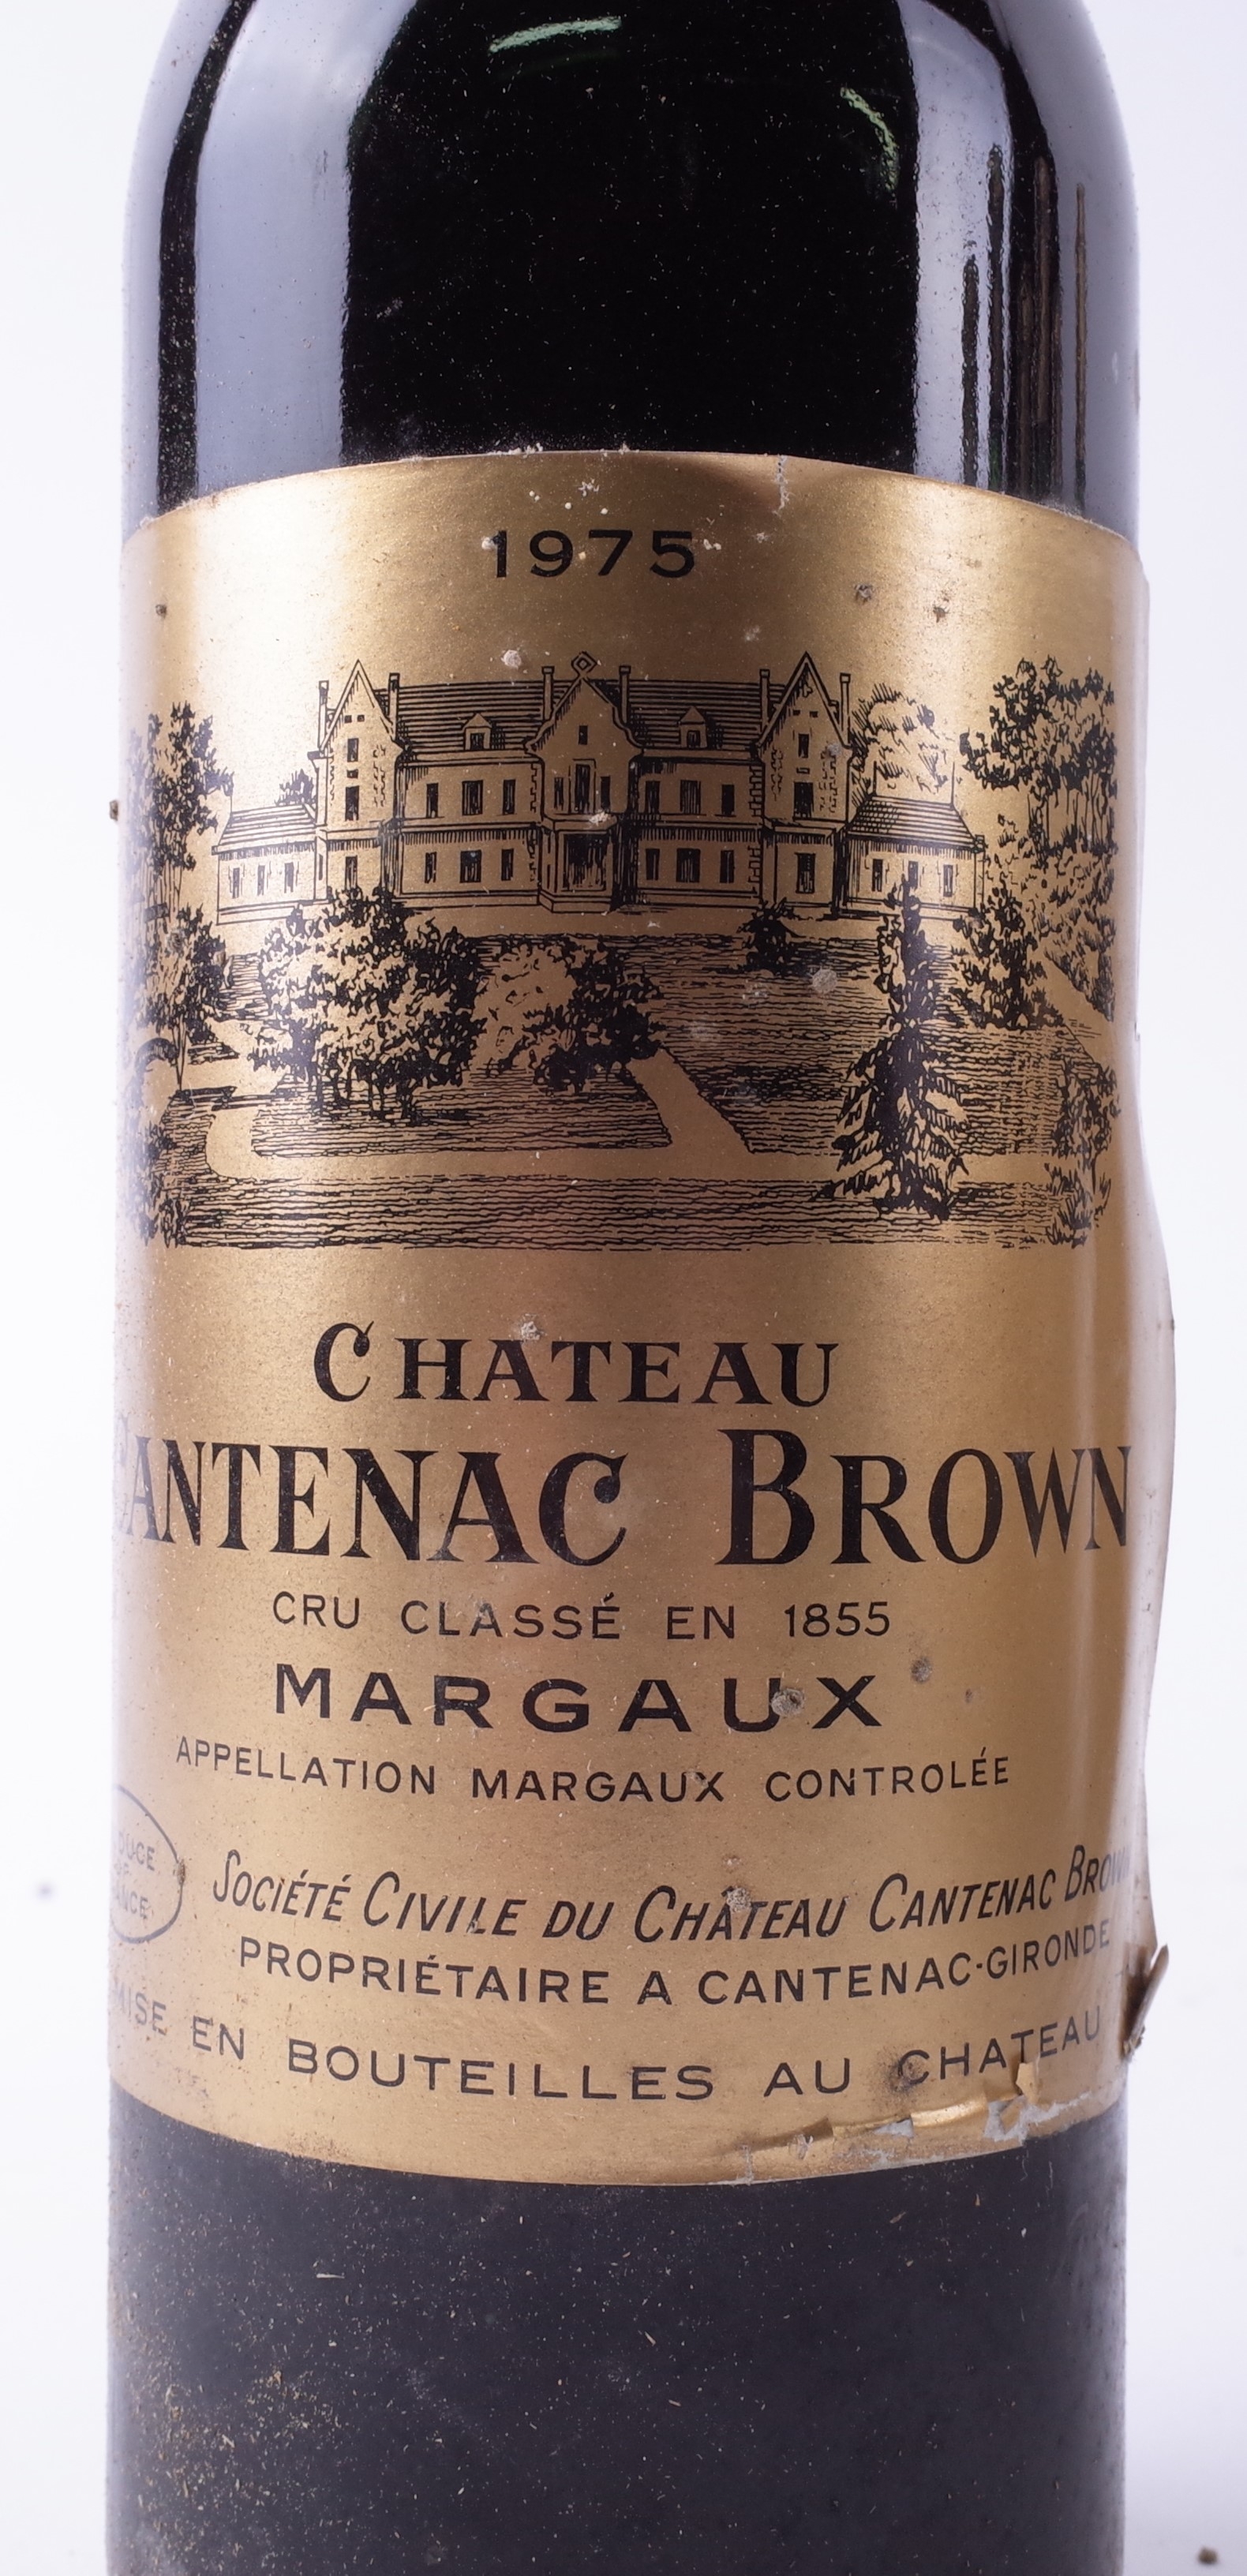 1975
CHATEAU
CANTENAC BROWN
CRU CLASSÉ EN 1855
MARGAUX
APPELLATION MARGAUX CONTROLÉE
SOCIÉTÉ CIVILE DU CHÂTEAU CANTENAC BROWN
PROPRIÉTAIRE A CANTENAC-GIRONDE
MISE EN BOUTEILLES AU CHATEAU